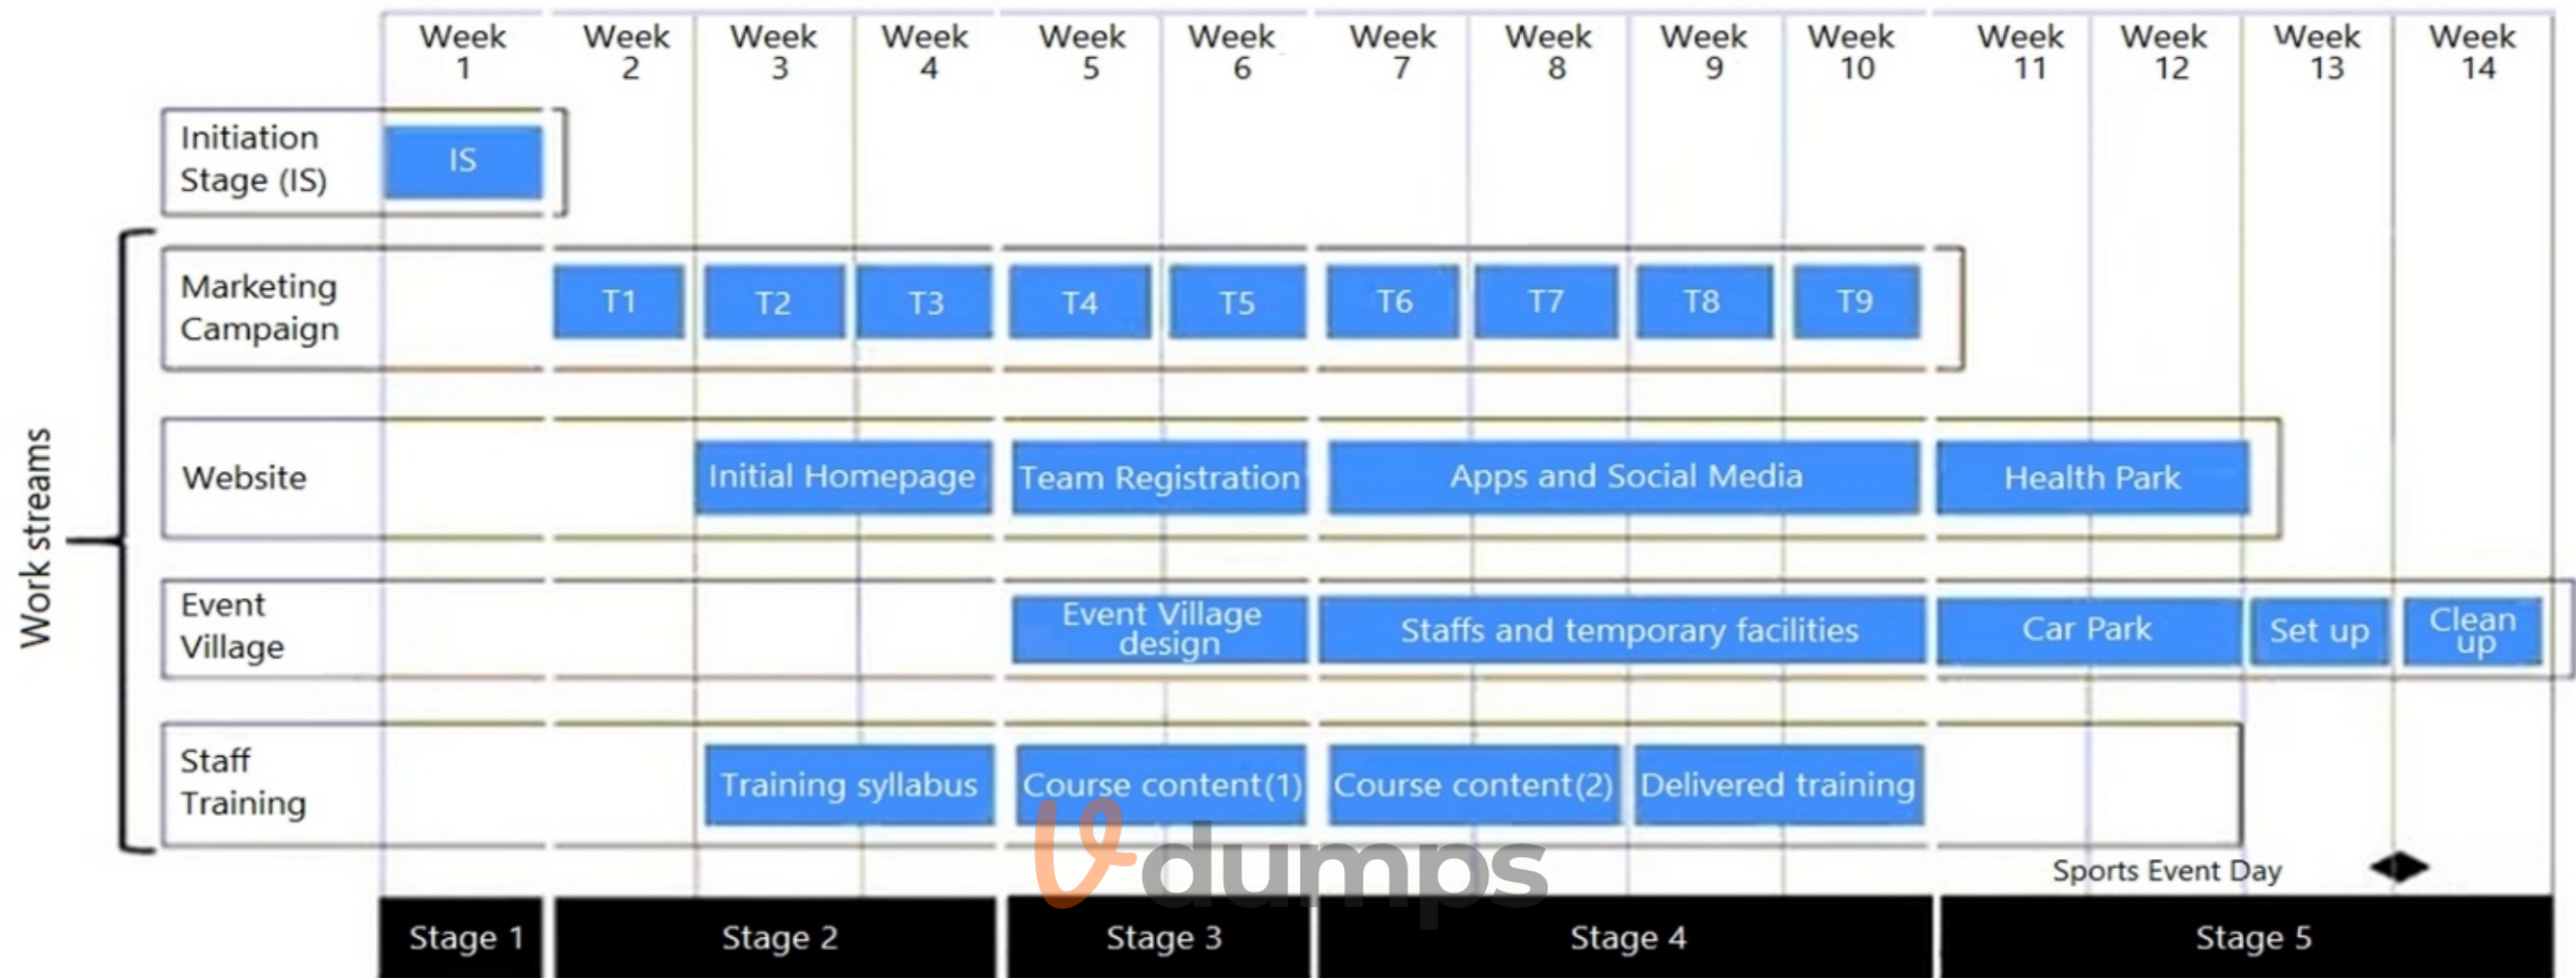 Week Week Week Week Week Week Week Week Week Week Week Week Week Week
1 2 3 4 5 6 7 8 9 10 11 12 13 14
Initiation
Stage (IS)
IS
Work streams
Marketing
Campaign
T1 T2 T3 T4 T5 T6 T7 T8 T9
Website
Initial Homepage Team Registration Apps and Social Media Health Park
Event
Village
Event Village
design
Staffs and temporary facilities Car Park Set up
Clean
up
Staff
Training
Training syllabus Course content(1) Course content(2) Delivered training
Vdumps
Sports Event Day
Stage 1 Stage 2 Stage 3 Stage 4 Stage 5